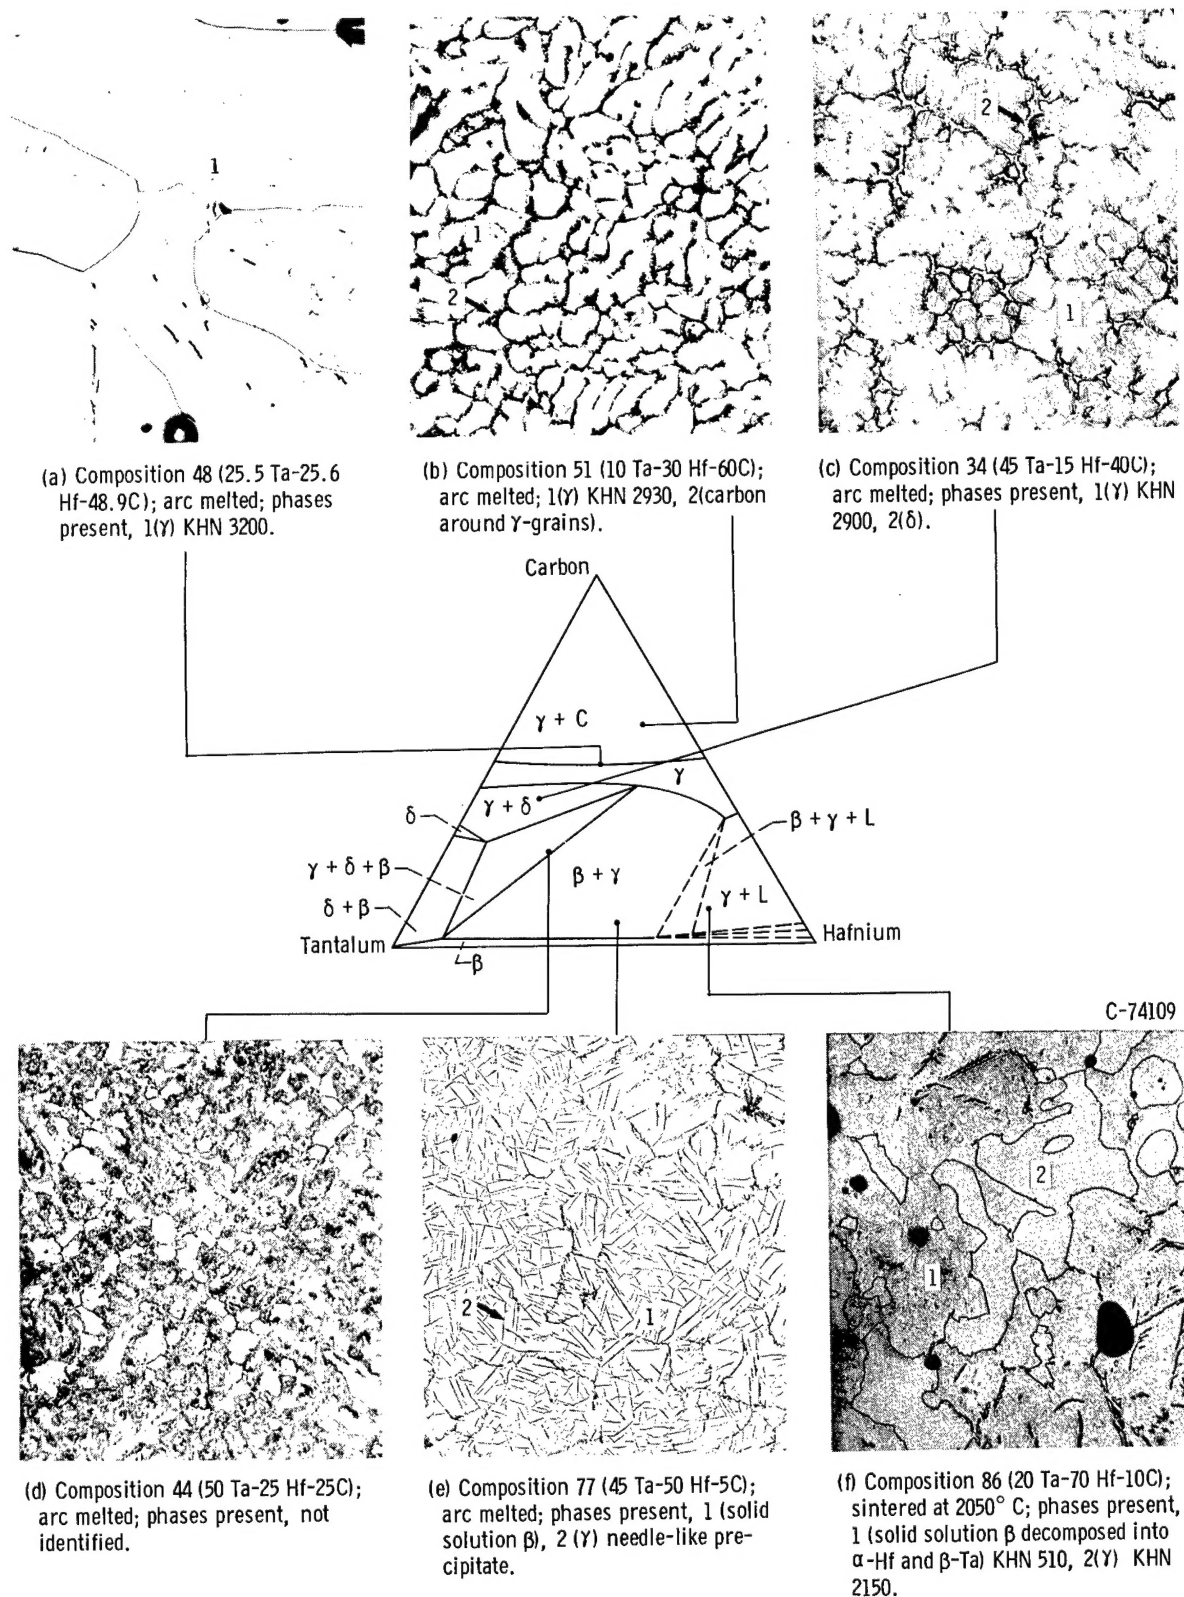 1
1
2
2
1
(a) Composition 48 (25.5 Ta-25.6
Hf-48.9C); arc melted; phases
present, 1(γ) KHN 3200.
(b) Composition 51 (10 Ta-30 Hf-60C);
arc melted; 1(γ) KHN 2930, 2(carbon
around γ-grains).
(c) Composition 34 (45 Ta-15 Hf-40C);
arc melted; phases present, 1(γ) KHN
2900, 2(δ).
Carbon
γ + C
γ
γ + δ
δ
β + γ + L
γ + δ + β
β + γ
γ + L
δ + β
Tantalum
Hafnium
β
C-74109
2
1
2
1
(d) Composition 44 (50 Ta-25 Hf-25C);
arc melted; phases present, not
identified.
(e) Composition 77 (45 Ta-50 Hf-5C);
arc melted; phases present, 1 (solid
solution β), 2 (γ) needle-like pre-
cipitate.
(f) Composition 86 (20 Ta-70 Hf-10C);
sintered at 2050° C; phases present,
1 (solid solution β decomposed into
α-Hf and β-Ta) KHN 510, 2(γ) KHN
2150.